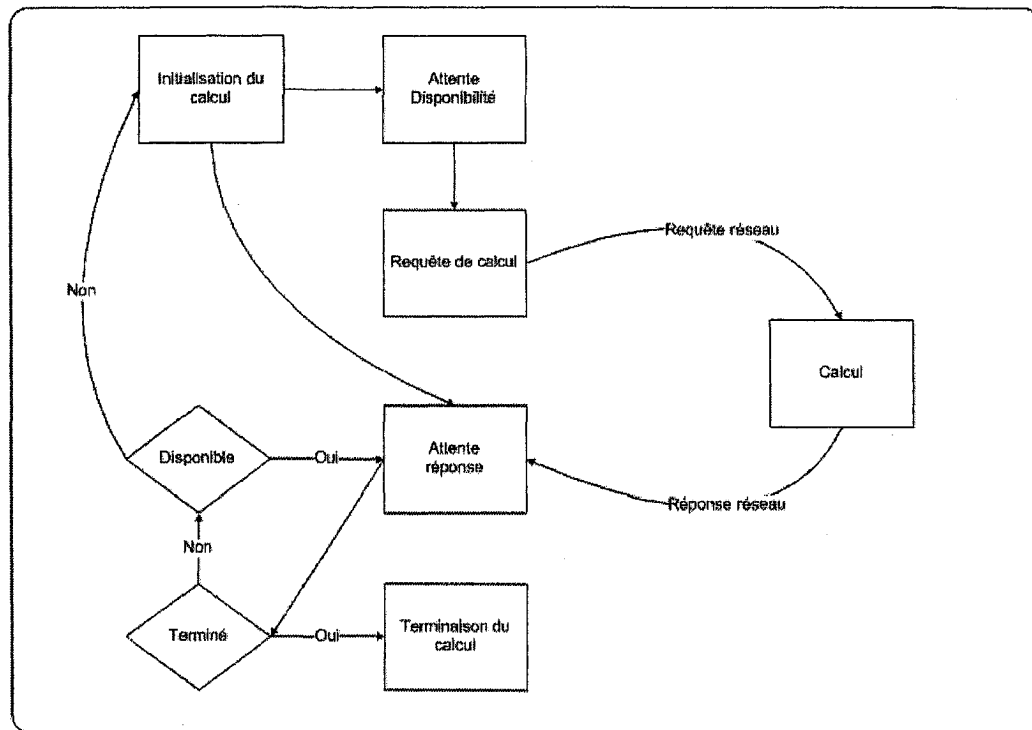 Initialisation du
calcul
Attente
Disponibilité
Requête de calcul
Requête réseau
Non
Calcul
Disponible
Oui
Attente
réponse
Réponse réseau
Non
Terminé
Oui
Terminaison du
calcul